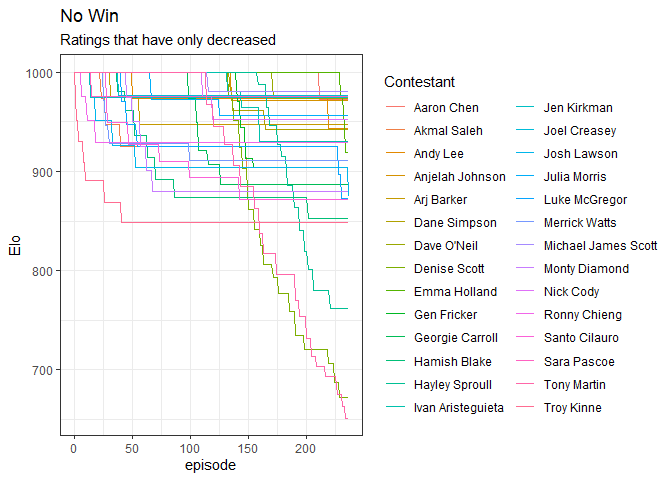 No Win
Ratings that have only decreased
1000
900
800
700
Elo
0
50
100
150
200
episode
Contestant
Aaron Chen
Akmal Saleh
Andy Lee
Anjelah Johnson
Arj Barker
Dane Simpson
Dave O'Neil
Denise Scott
Emma Holland
Gen Fricker
Georgie Carroll
Hamish Blake
Hayley Sproull
Ivan Aristeguieta
Jen Kirkman
Joel Creasey
Josh Lawson
Julia Morris
Luke McGregor
Merrick Watts
Michael James Scott
Monty Diamond
Nick Cody
Ronny Chieng
Santo Cilauro
Sara Pascoe
Tony Martin
Troy Kinne